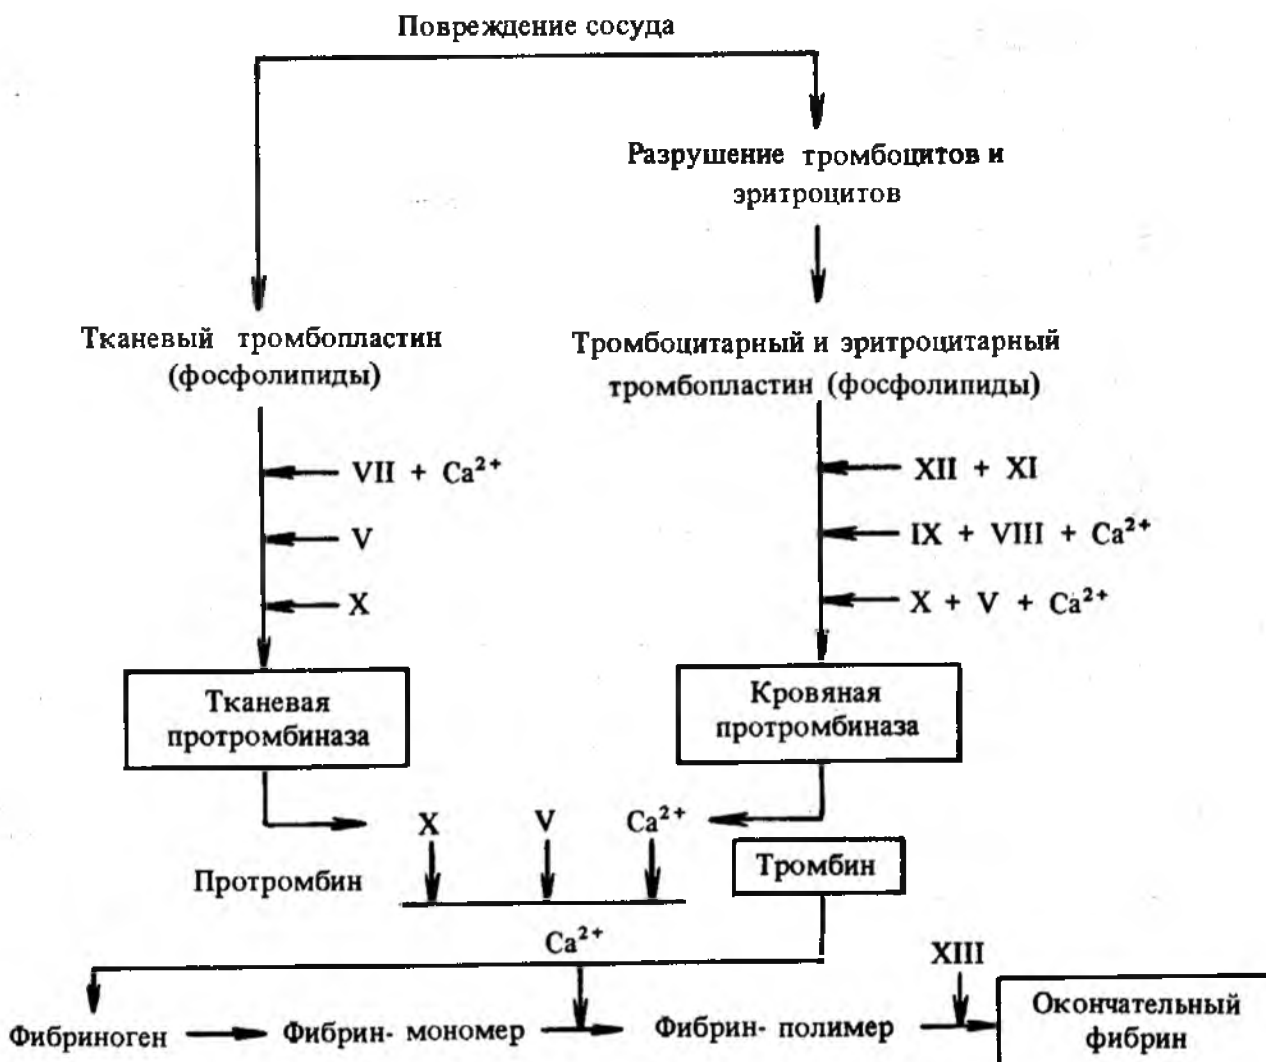 Повреждение сосуда
Разрушение тромбоцитов и
эритроцитов
Тканевый тромбопластин
(фосфолипиды)
Тромбоцитарный и эритроцитарный
тромбопластин (фосфолипиды)
VII + Ca²⁺
XII + XI
V
IX + VIII + Ca²⁺
X
X + V + Ca²⁺
Тканевая
протромбиназа
Кровяная
протромбиназа
X V Ca²⁺
Протромбин
Тромбин
Ca²⁺
XIII
Фибриноген
Фибрин- мономер
Фибрин- полимер
Окончательный
фибрин